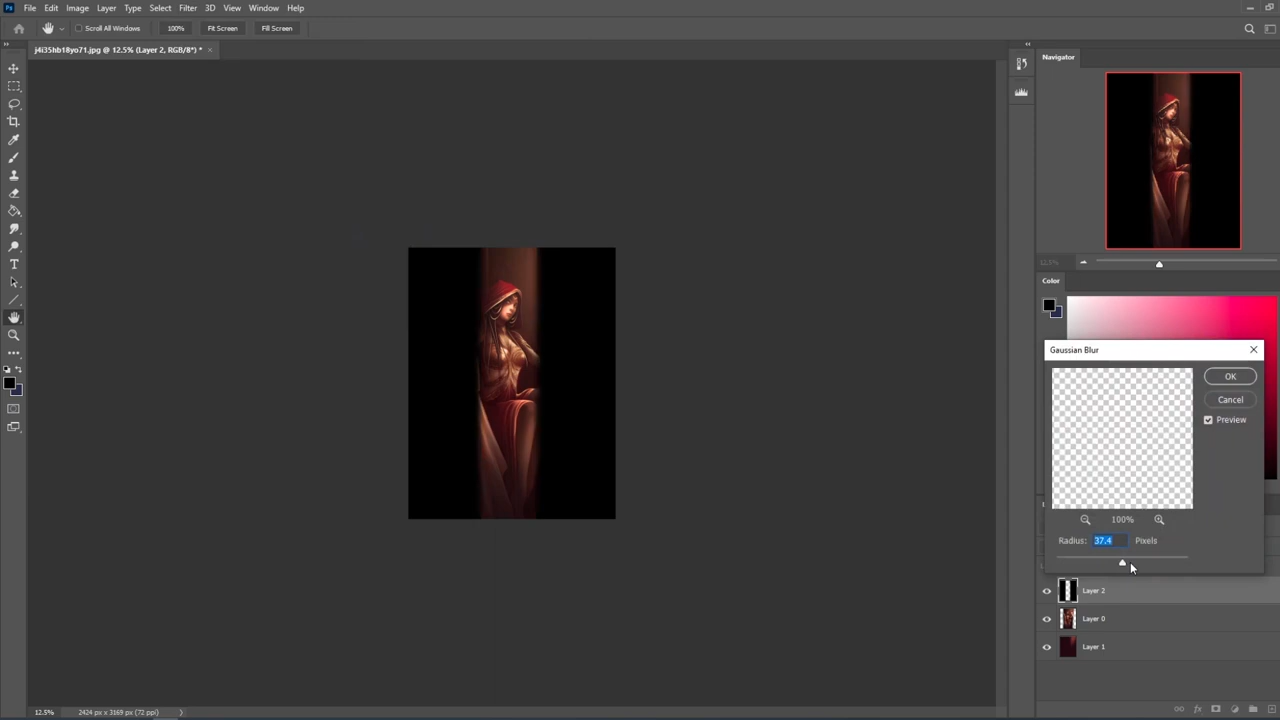 Ps File Edit Image Layer Type Select Filter 3D View Window Help
Scroll All Windows 100% Fit Screen Fill Screen
j4i35hb18yo71.jpg @ 12.5% (Layer 2, RGB/8*) *
Navigator
12.5%
Color
Gaussian Blur
OK
Cancel
Preview
100%
Radius: 37.4 Pixels
Layer 2
Layer 0
Layer 1
fx
12.5% 2424 px x 3169 px (72 ppi)